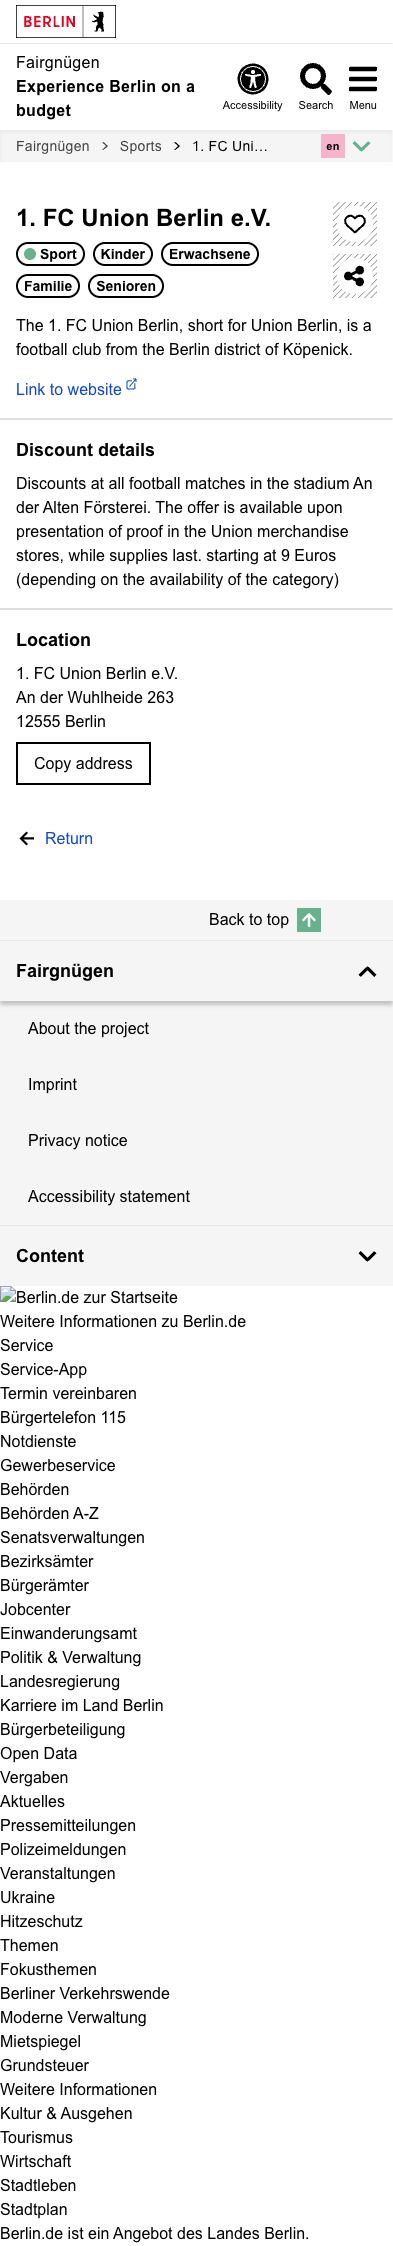 BERLIN
Fairgnügen
Experience Berlin on a
budget
Accessibility
Search
Menu
Fairgnügen > Sports > 1. FC Uni...
en
1. FC Union Berlin e.V.
Sport Kinder Erwachsene
Familie Senioren
The 1. FC Union Berlin, short for Union Berlin, is a
football club from the Berlin district of Köpenick.
Link to website
Discount details
Discounts at all football matches in the stadium An
der Alten Försterei. The offer is available upon
presentation of proof in the Union merchandise
stores, while supplies last. starting at 9 Euros
(depending on the availability of the category)
Location
1. FC Union Berlin e.V.
An der Wuhlheide 263
12555 Berlin
Copy address
Return
Back to top
Fairgnügen
About the project
Imprint
Privacy notice
Accessibility statement
Content
Berlin.de zur Startseite
Weitere Informationen zu Berlin.de
Service
Service-App
Termin vereinbaren
Bürgertelefon 115
Notdienste
Gewerbeservice
Behörden
Behörden A-Z
Senatsverwaltungen
Bezirksämter
Bürgerämter
Jobcenter
Einwanderungsamt
Politik & Verwaltung
Landesregierung
Karriere im Land Berlin
Bürgerbeteiligung
Open Data
Vergaben
Aktuelles
Pressemitteilungen
Polizeimeldungen
Veranstaltungen
Ukraine
Hitzeschutz
Themen
Fokusthemen
Berliner Verkehrswende
Moderne Verwaltung
Mietspiegel
Grundsteuer
Weitere Informationen
Kultur & Ausgehen
Tourismus
Wirtschaft
Stadtleben
Stadtplan
Berlin.de ist ein Angebot des Landes Berlin.